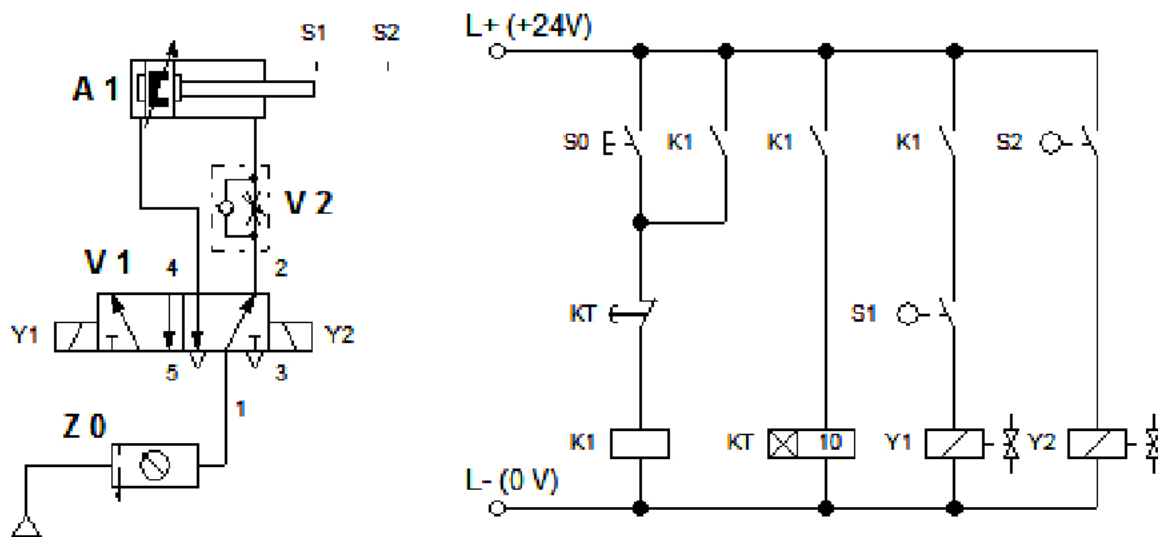 S1 S2
L+ (+24V)
A 1
S0 K1 K1 K1 S2
V 2
V 1 4 2
KT S1
Y1 Y2
5 3
1
Z 0
K1 KT 10 Y1 Y2
L- (0 V)